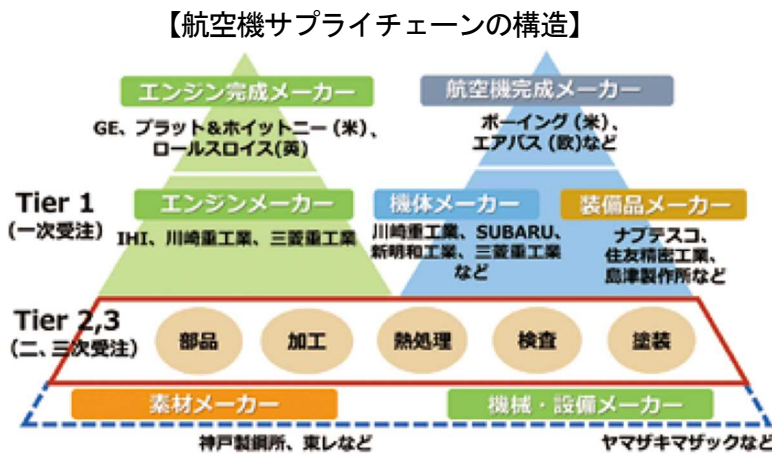 【航空機サプライチェーンの構造】
エンジン完成メーカー
GE、プラット&ホイットニー(米)、
ロールスロイス(英)
航空機完成メーカー
ボーイング(米)、
エアバス(欧)など
Tier 1
(一次受注)
エンジンメーカー
IHI、川崎重工業、三菱重工業
機体メーカー
川崎重工業、SUBARU、
新明和工業、三菱重工業
など
装備品メーカー
ナブテスコ、
住友精密工業、
島津製作所など
Tier 2,3
(二、三次受注)
部品
加工
熱処理
検査
塗装
素材メーカー
神戸製鋼所、東レなど
機械・設備メーカー
ヤマザキマザックなど